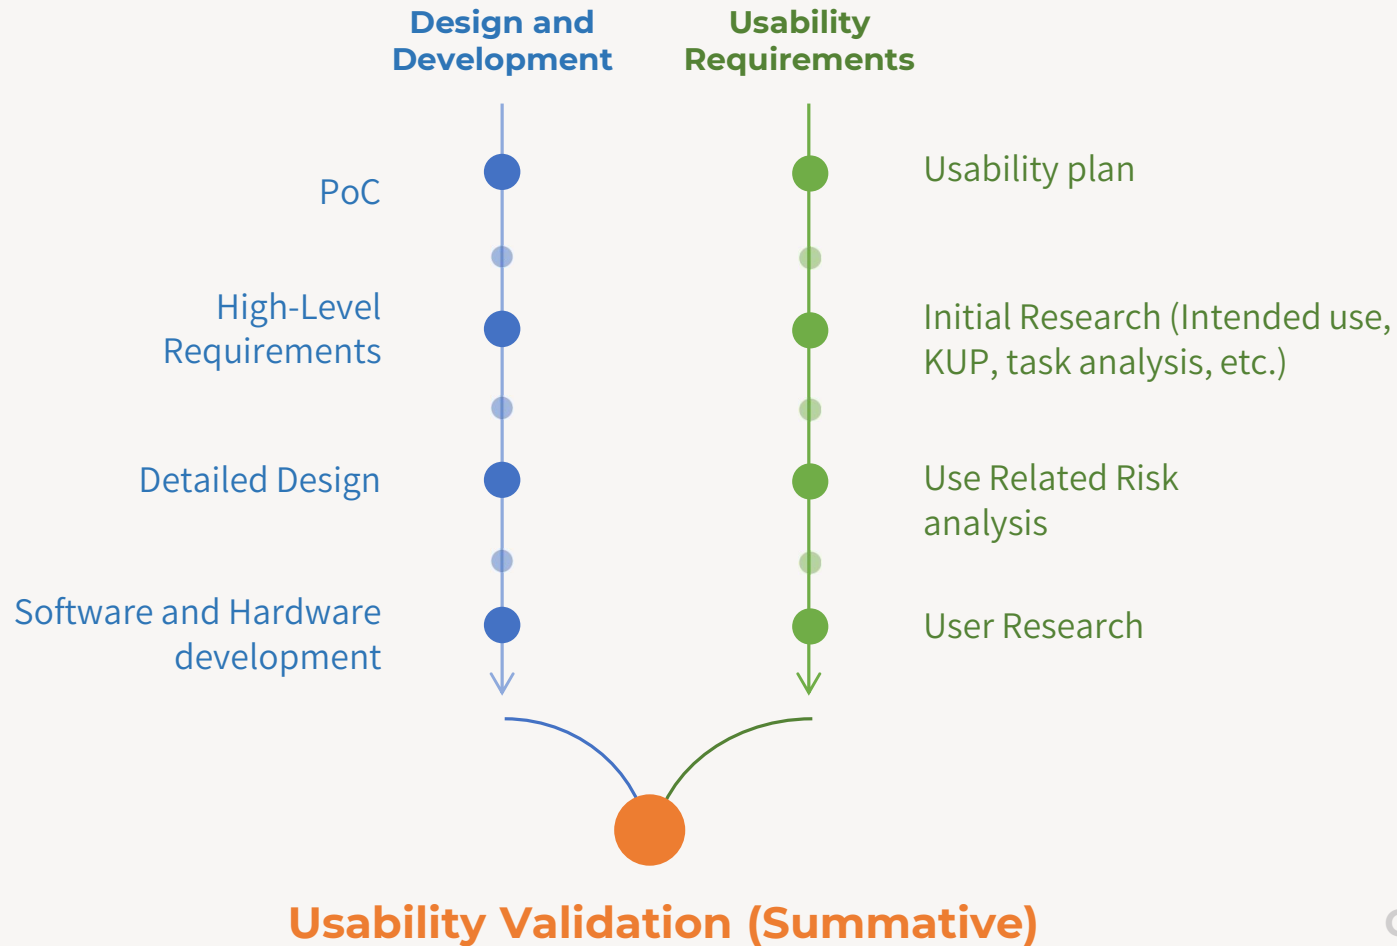 Design and
Development
Usability
Requirements
PoC
Usability plan
High-Level
Requirements
Initial Research (Intended use,
KUP, task analysis, etc.)
Detailed Design
Use Related Risk
analysis
Software and Hardware
development
User Research
Usability Validation (Summative)